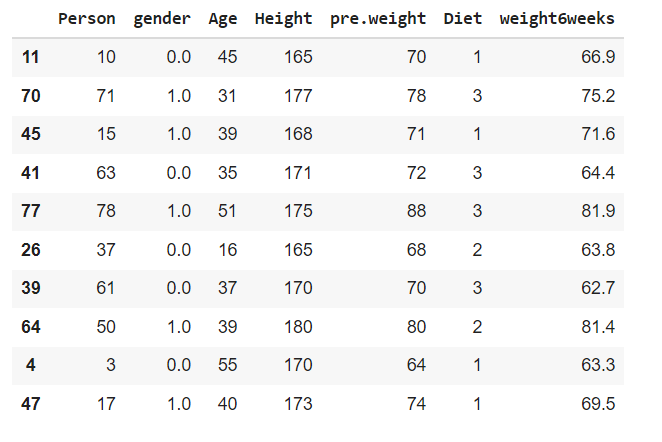 Person gender Age Height pre.weight Diet weight6weeks
11 10 0.0 45 165 70 1 66.9
70 71 1.0 31 177 78 3 75.2
45 15 1.0 39 168 71 1 71.6
41 63 0.0 35 171 72 3 64.4
77 78 1.0 51 175 88 3 81.9
26 37 0.0 16 165 68 2 63.8
39 61 0.0 37 170 70 3 62.7
64 50 1.0 39 180 80 2 81.4
4 3 0.0 55 170 64 1 63.3
47 17 1.0 40 173 74 1 69.5